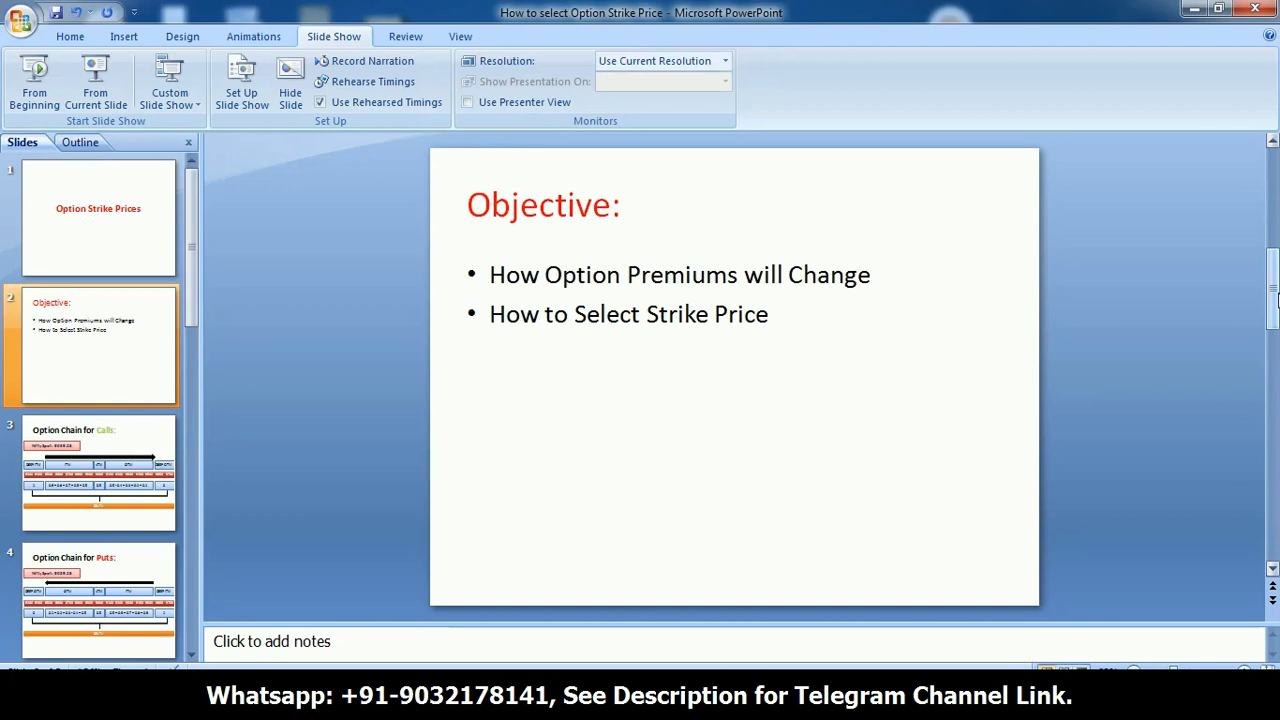 How to select Option Strike Price - Microsoft PowerPoint
Home Insert Design Animations Slide Show Review View
From Beginning
From Current Slide
Custom Slide Show
Start Slide Show
Set Up Slide Show
Hide Slide
Record Narration
Rehearse Timings
Use Rehearsed Timings
Set Up
Resolution: Use Current Resolution
Show Presentation On:
Use Presenter View
Monitors
Slides Outline
1
Option Strike Prices
2
Objective:
• How Option Premiums will Change
• How to Select Strike Price
3
Option Chain for Calls:
4
Option Chain for Puts:
Objective:
• How Option Premiums will Change
• How to Select Strike Price
Click to add notes
Whatsapp: +91-9032178141, See Description for Telegram Channel Link.